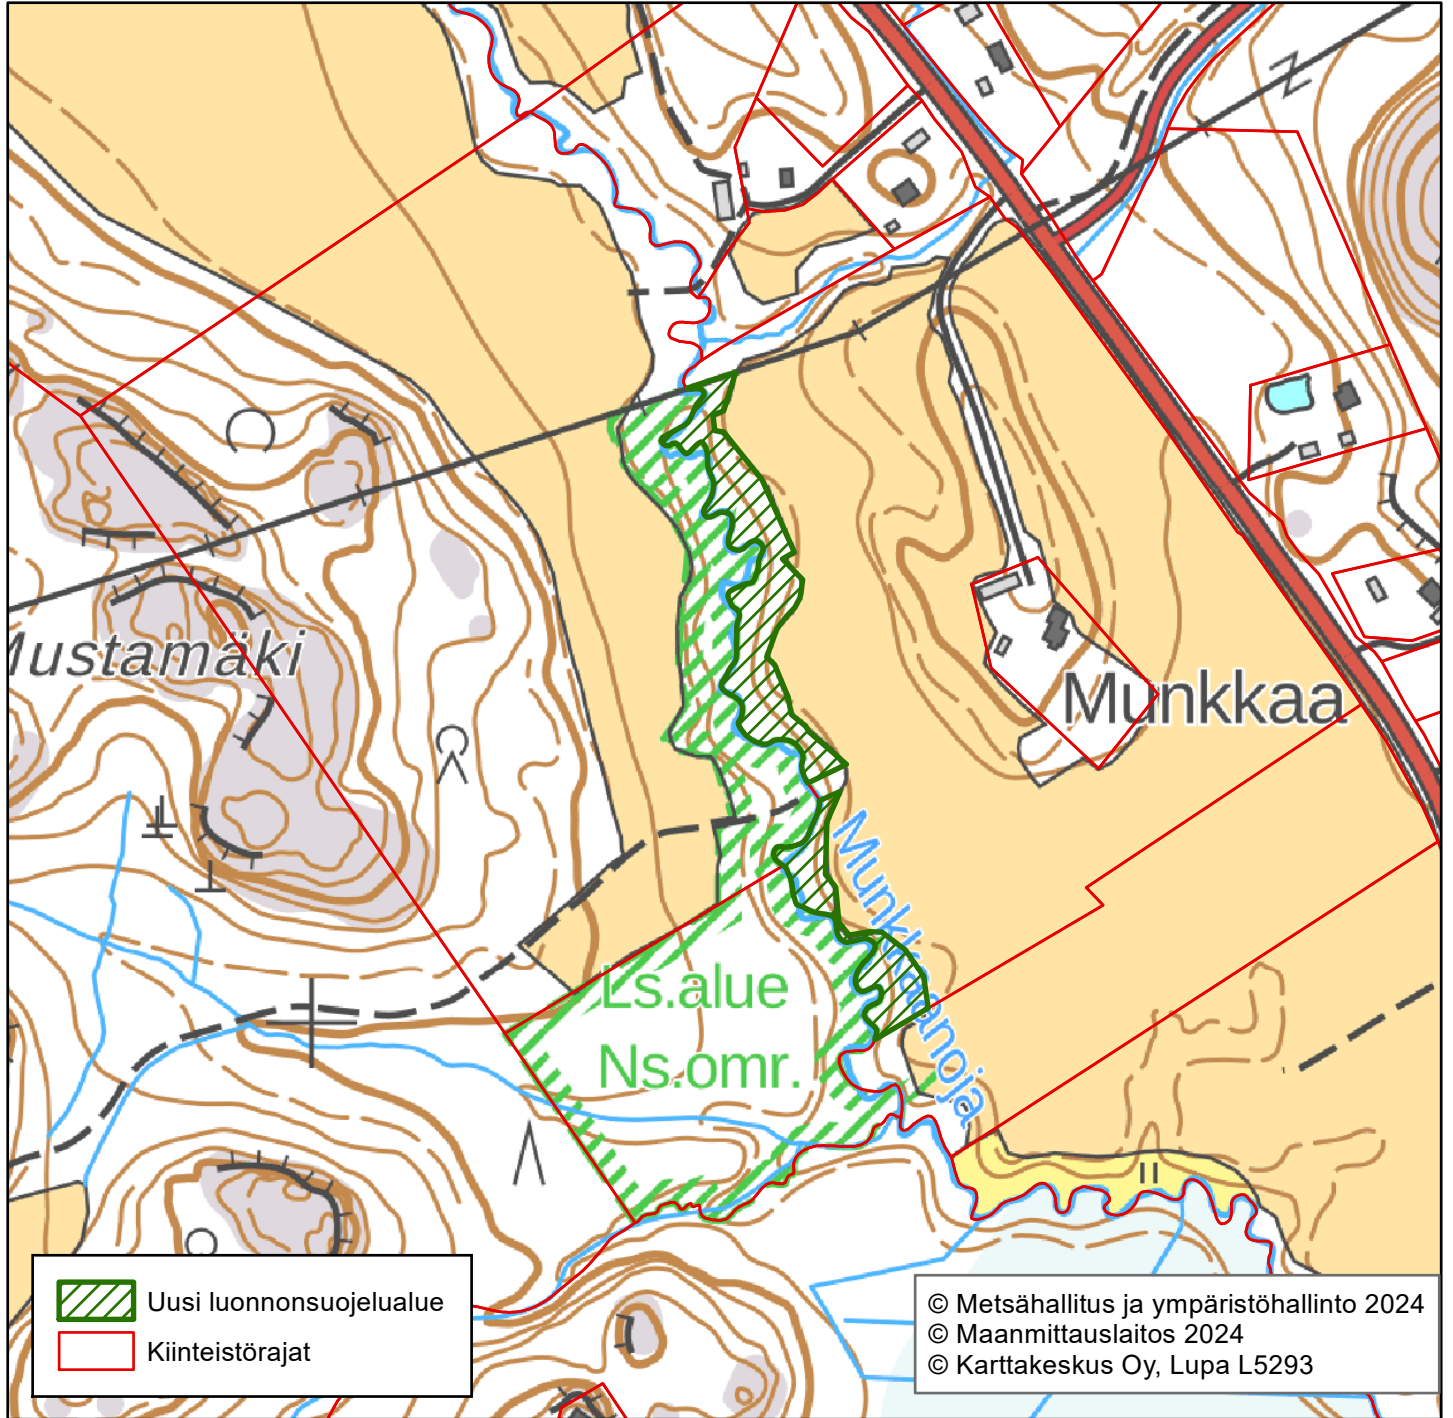 Mustamäki
Munkkaa
Munkkaanoja
Ls.alue
Ns.omr.
Uusi luonnonsuojelualue
Kiinteistörajat
© Metsähallitus ja ympäristöhallinto 2024
© Maanmittauslaitos 2024
© Karttakeskus Oy, Lupa L5293